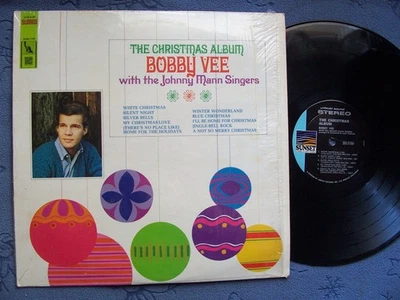 THE CHRISTMAS ALBUM
BOBBY VEE
with the Johnny Mann Singers
WHITE CHRISTMAS
SILENT NIGHT
SILVER BELLS
MY CHRISTMAS LOVE
(THERE'S NO PLACE LIKE)
HOME FOR THE HOLIDAYS
WINTER WONDERLAND
BLUE CHRISTMAS
I'LL BE HOME FOR CHRISTMAS
JINGLE-BELL ROCK
A NOT SO MERRY CHRISTMAS
STEREO
THE CHRISTMAS
ALBUM
BOBBY VEE
SUNSET